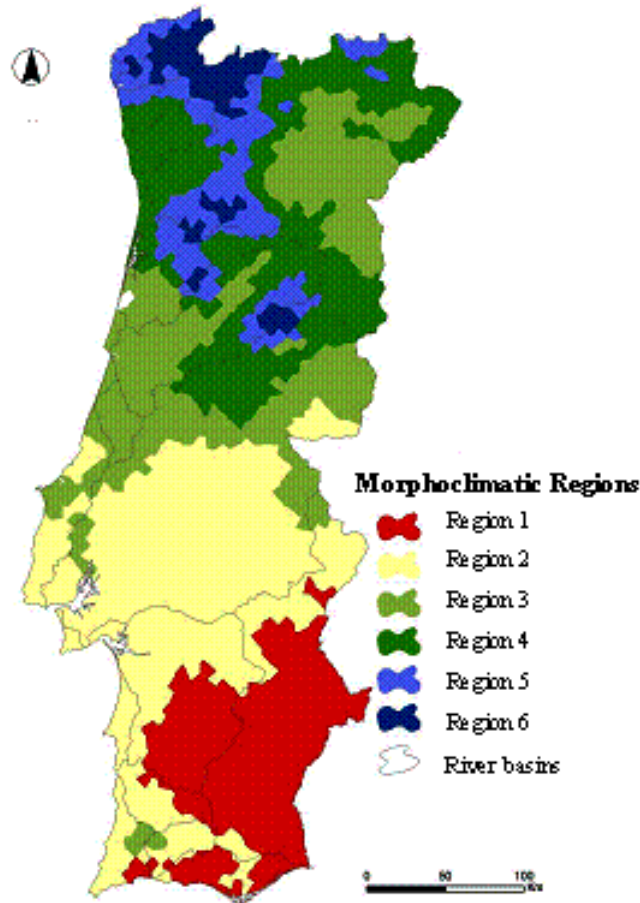 Morphoclimatic Regions
Region 1
Region 2
Region 3
Region 4
Region 5
Region 6
River basins
0 50 100
Km